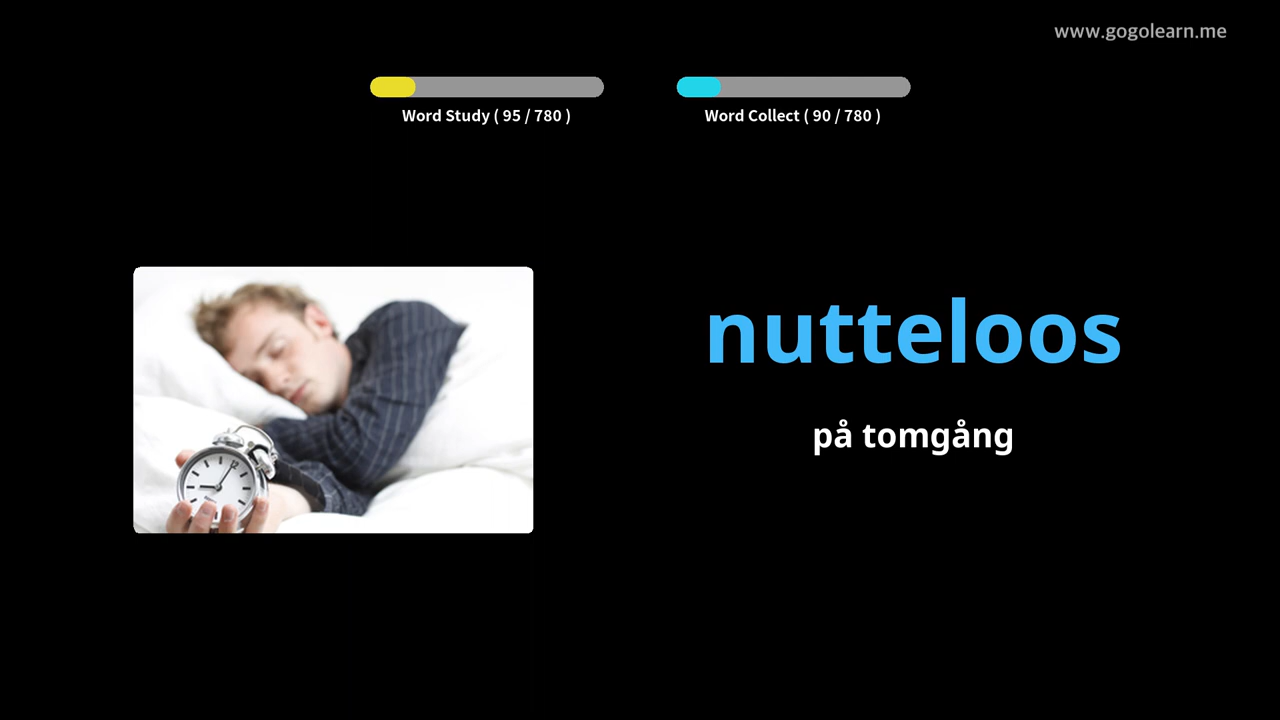 www.gogolearn.me
Word Study ( 95 / 780 )
Word Collect ( 90 / 780 )
nutteloos
på tomgång